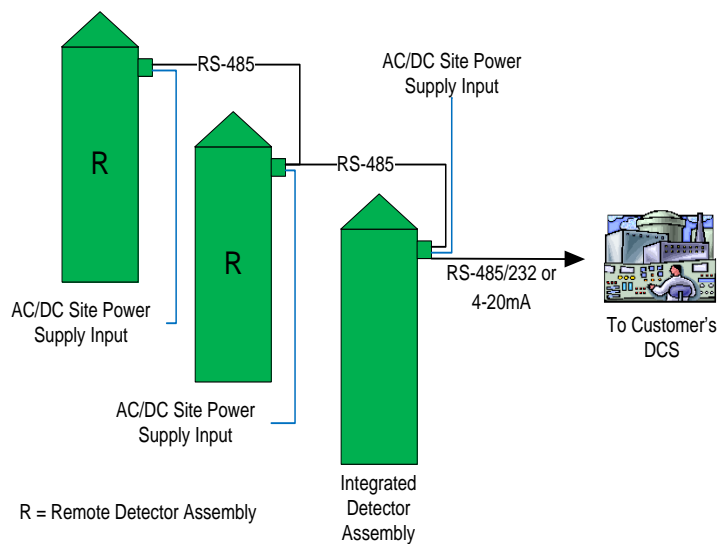 RS-485
AC/DC Site Power
Supply Input
R
RS-485
R
RS-485/232 or
4-20mA
AC/DC Site Power
Supply Input
To Customer's
DCS
AC/DC Site Power
Supply Input
Integrated
Detector
Assembly
R = Remote Detector Assembly